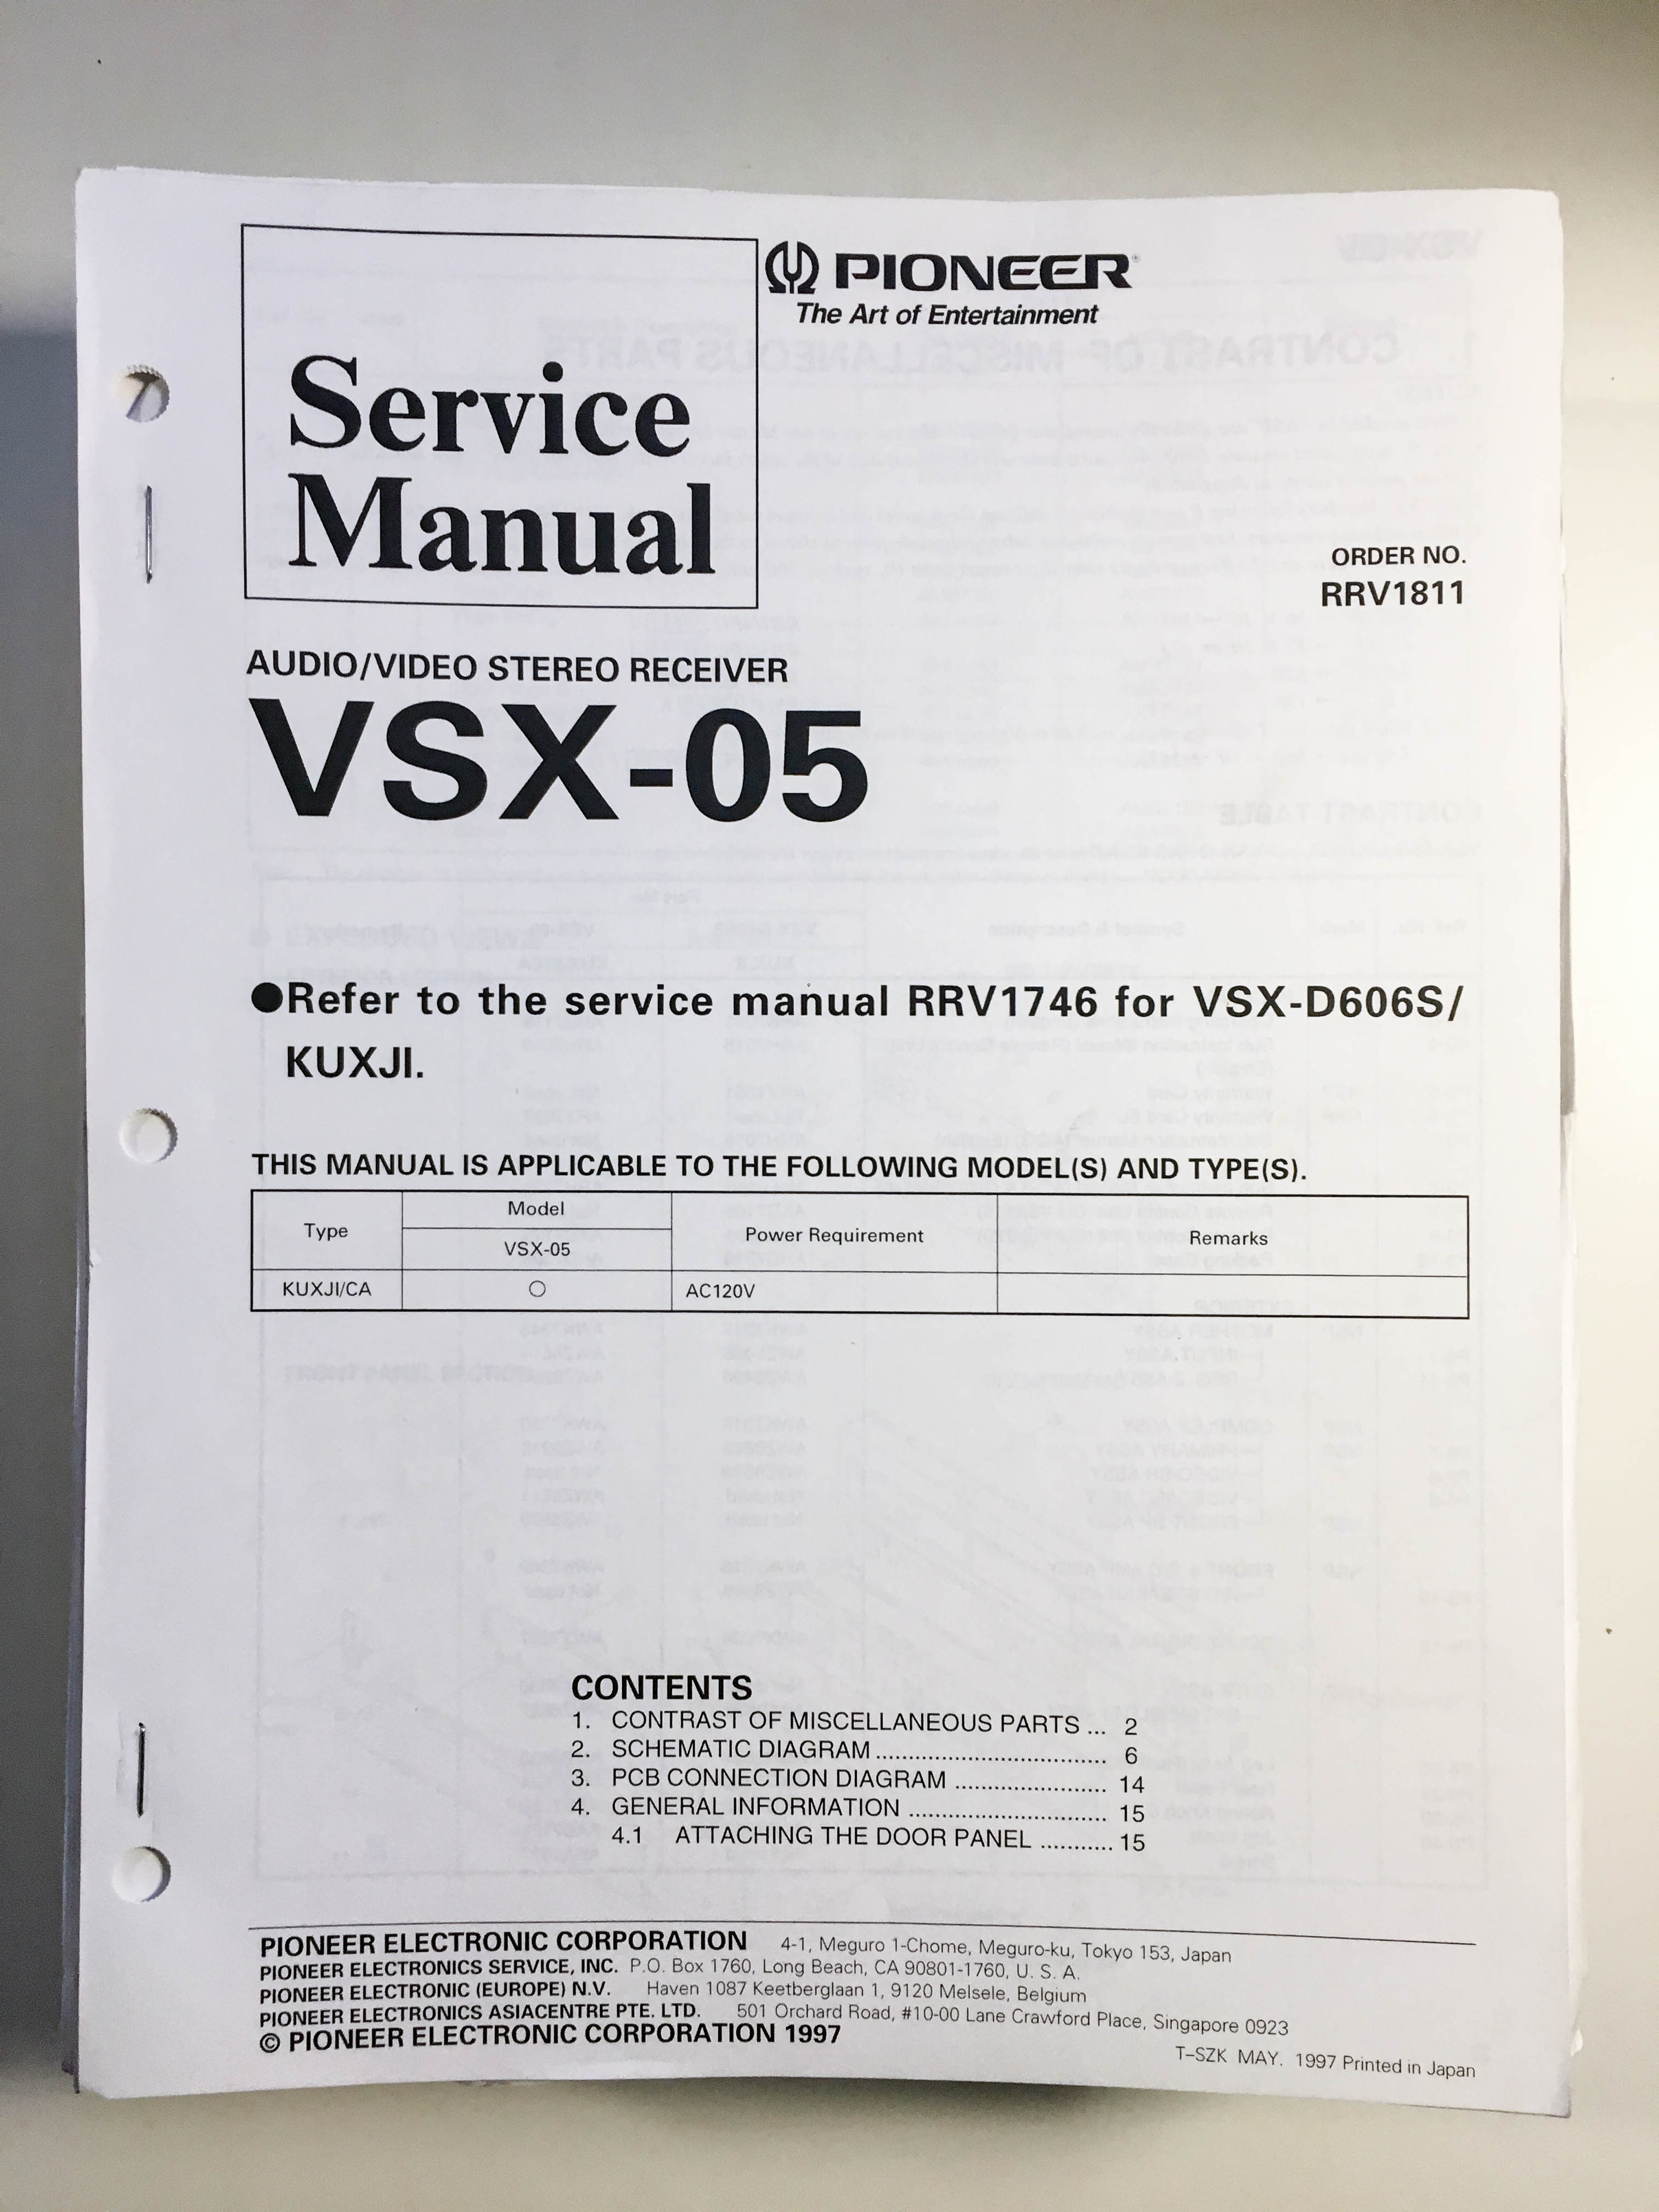 PIONEER®
The Art of Entertainment
Service
Manual
ORDER NO.
RRV1811
AUDIO/VIDEO STEREO RECEIVER
VSX-05
●Refer to the service manual RRV1746 for VSX-D606S/
KUXJI.
THIS MANUAL IS APPLICABLE TO THE FOLLOWING MODEL(S) AND TYPE(S).
Type Model Power Requirement Remarks
VSX-05
KUXJI/CA ○ AC120V
CONTENTS
1. CONTRAST OF MISCELLANEOUS PARTS ... 2
2. SCHEMATIC DIAGRAM ................................... 6
3. PCB CONNECTION DIAGRAM ....................... 14
4. GENERAL INFORMATION .............................. 15
4.1 ATTACHING THE DOOR PANEL ........... 15
PIONEER ELECTRONIC CORPORATION 4-1, Meguro 1-Chome, Meguro-ku, Tokyo 153, Japan
PIONEER ELECTRONICS SERVICE, INC. P.O. Box 1760, Long Beach, CA 90801-1760, U. S. A.
PIONEER ELECTRONIC (EUROPE) N.V. Haven 1087 Keetberglaan 1, 9120 Melsele, Belgium
PIONEER ELECTRONICS ASIACENTRE PTE. LTD. 501 Orchard Road, #10-00 Lane Crawford Place, Singapore 0923
© PIONEER ELECTRONIC CORPORATION 1997
T–SZK MAY. 1997 Printed in Japan